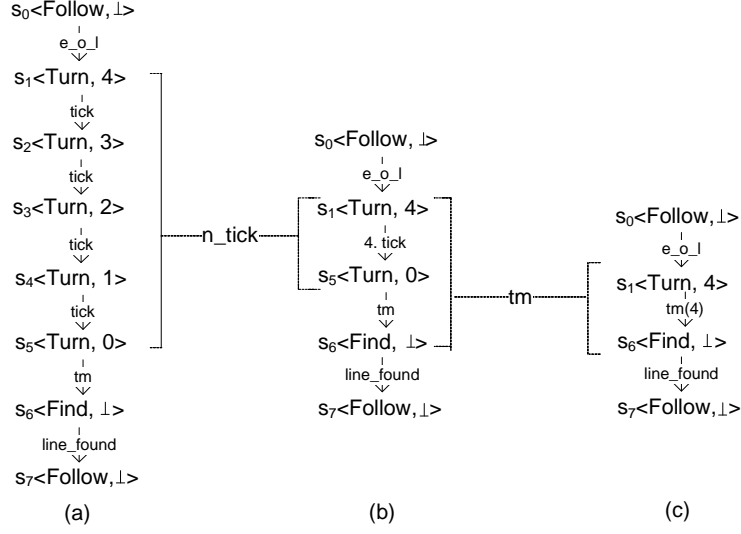 s0<Follow, ⊥>
e_o_l
s1<Turn, 4>
tick
s2<Turn, 3>
tick
s3<Turn, 2>
tick
s4<Turn, 1>
tick
s5<Turn, 0>
tm
s6<Find, ⊥>
line_found
s7<Follow,⊥>
(a)
n_tick
s0<Follow, ⊥>
e_o_l
s1<Turn, 4>
4. tick
s5<Turn, 0>
tm
s6<Find, ⊥>
line_found
s7<Follow,⊥>
(b)
tm
s0<Follow,⊥>
e_o_l
s1<Turn, 4>
tm(4)
s6<Find, ⊥>
line_found
s7<Follow,⊥>
(c)